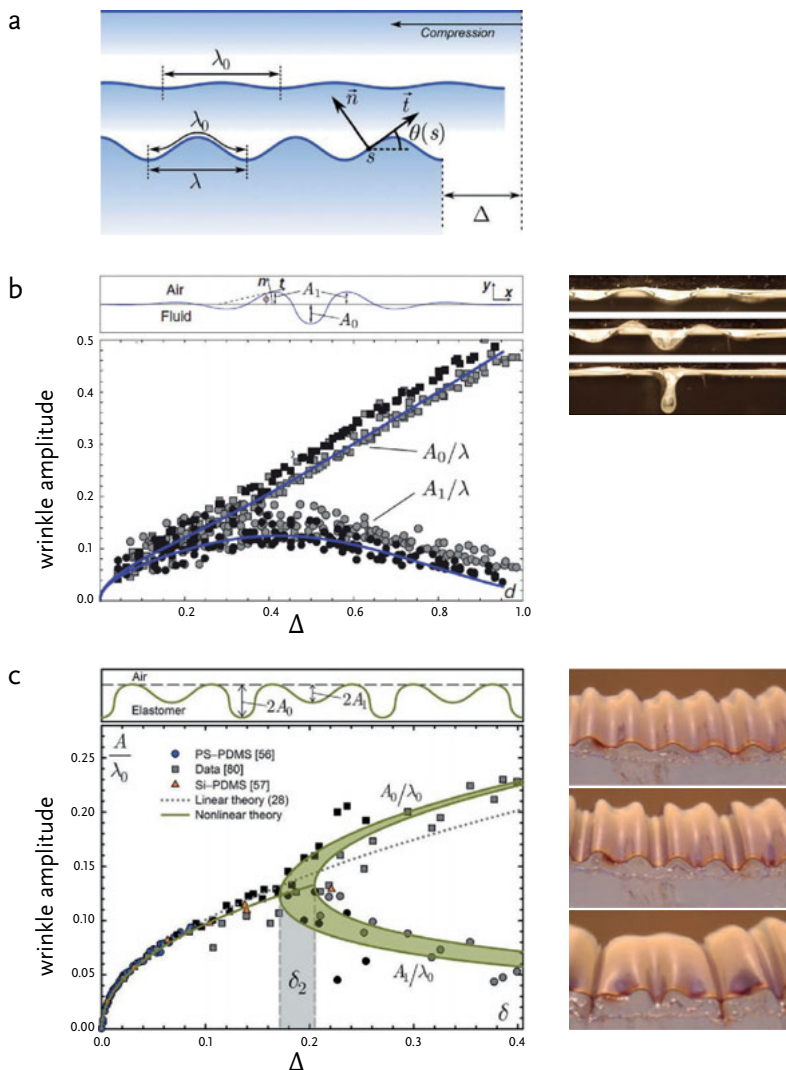 a
Compression
λ₀
n⃗
t⃗
λ₀
θ(s)
s
λ
Δ
b
Air
Fluid
n
t
ϕ
A₁
A₀
y
x
wrinkle amplitude
0.5
0.4
0.3
0.2
0.1
0.0
A₀/λ
A₁/λ
d
0.2
0.4
0.6
0.8
1.0
Δ
c
Air
Elastomer
2A₀
2A₁
wrinkle amplitude
A/λ₀
0.25
0.20
0.15
0.10
0.05
0.00
PS–PDMS [56]
Data [80]
Si–PDMS [57]
Linear theory (28)
Nonlinear theory
A₀/λ₀
A₁/λ₀
δ₂
δ
0.0
0.1
0.2
0.3
0.4
Δ